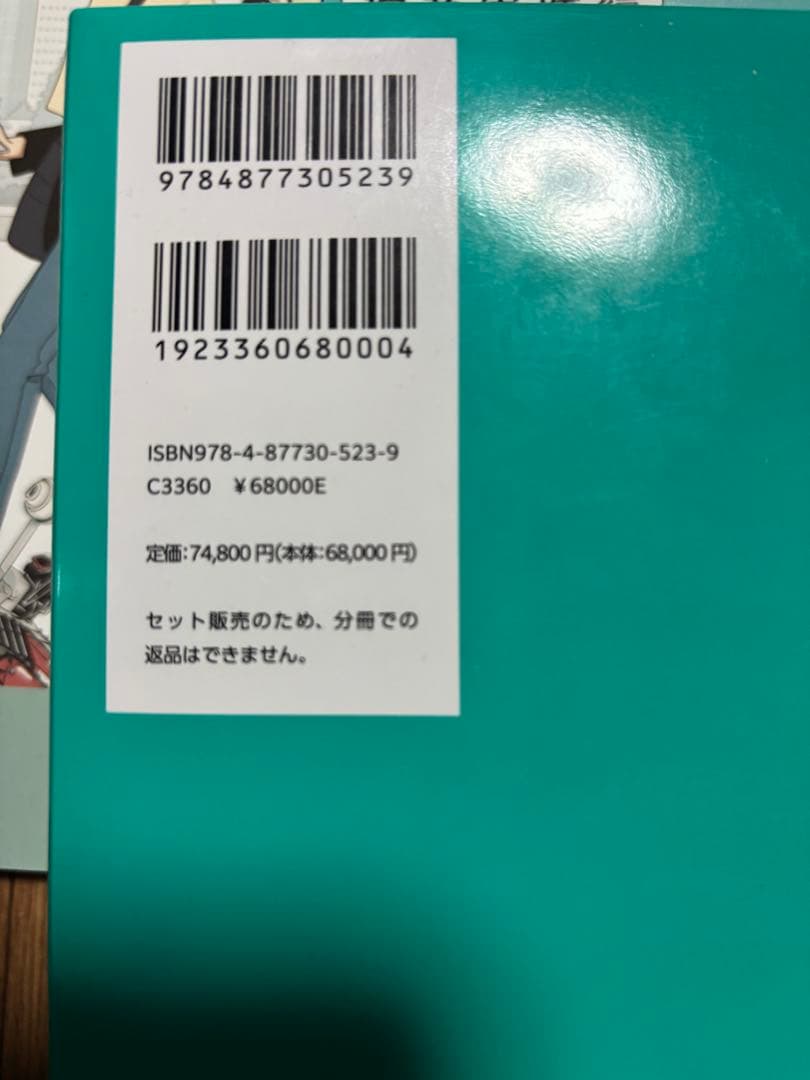 9784877305239
1923360680004
ISBN978-4-87730-523-9
C3360 ¥68000E
定価:74,800円(本体:68,000円)
セット販売のため、分冊での
返品はできません。